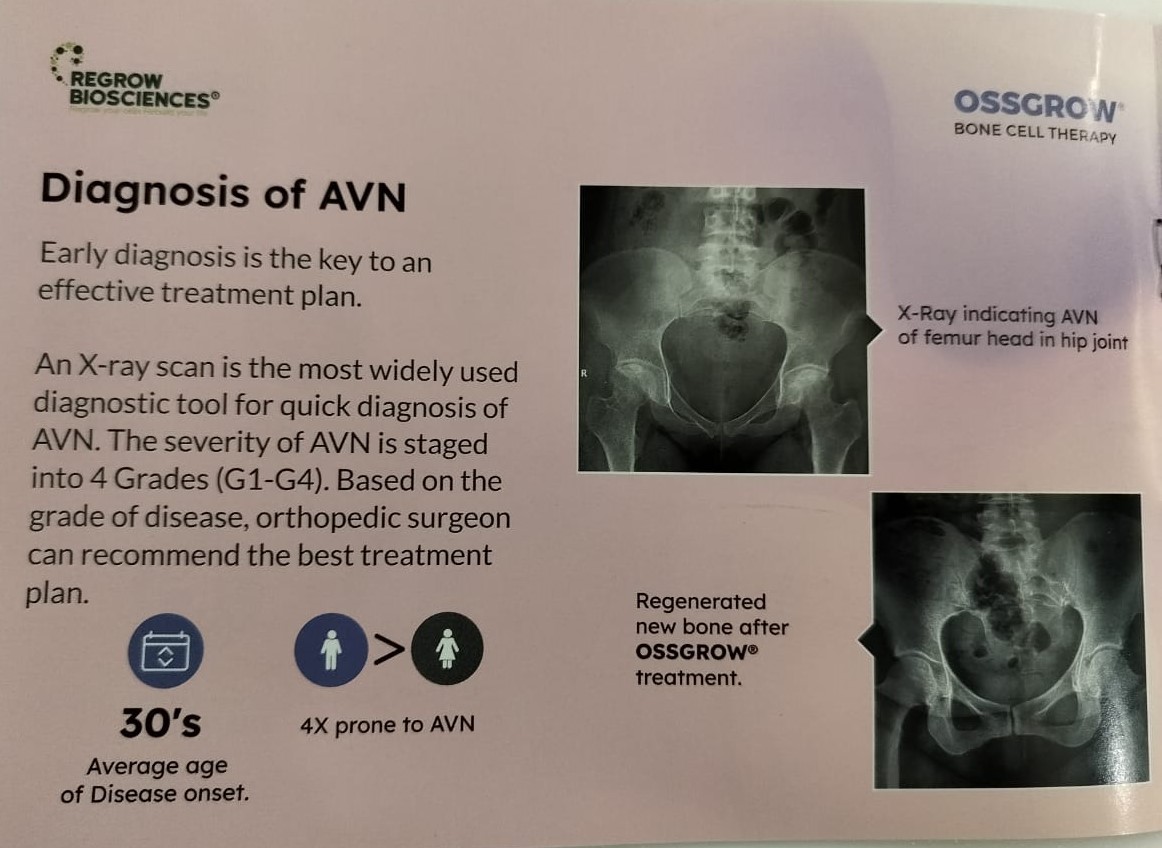 REGROW
BIOSCIENCES®
OSSGROW®
BONE CELL THERAPY
Diagnosis of AVN
Early diagnosis is the key to an
effective treatment plan.
An X-ray scan is the most widely used
diagnostic tool for quick diagnosis of
AVN. The severity of AVN is staged
into 4 Grades (G1-G4). Based on the
grade of disease, orthopedic surgeon
can recommend the best treatment
plan.
30's
Average age
of Disease onset.
>
4X prone to AVN
R
X-Ray indicating AVN
of femur head in hip joint
Regenerated
new bone after
OSSGROW®
treatment.